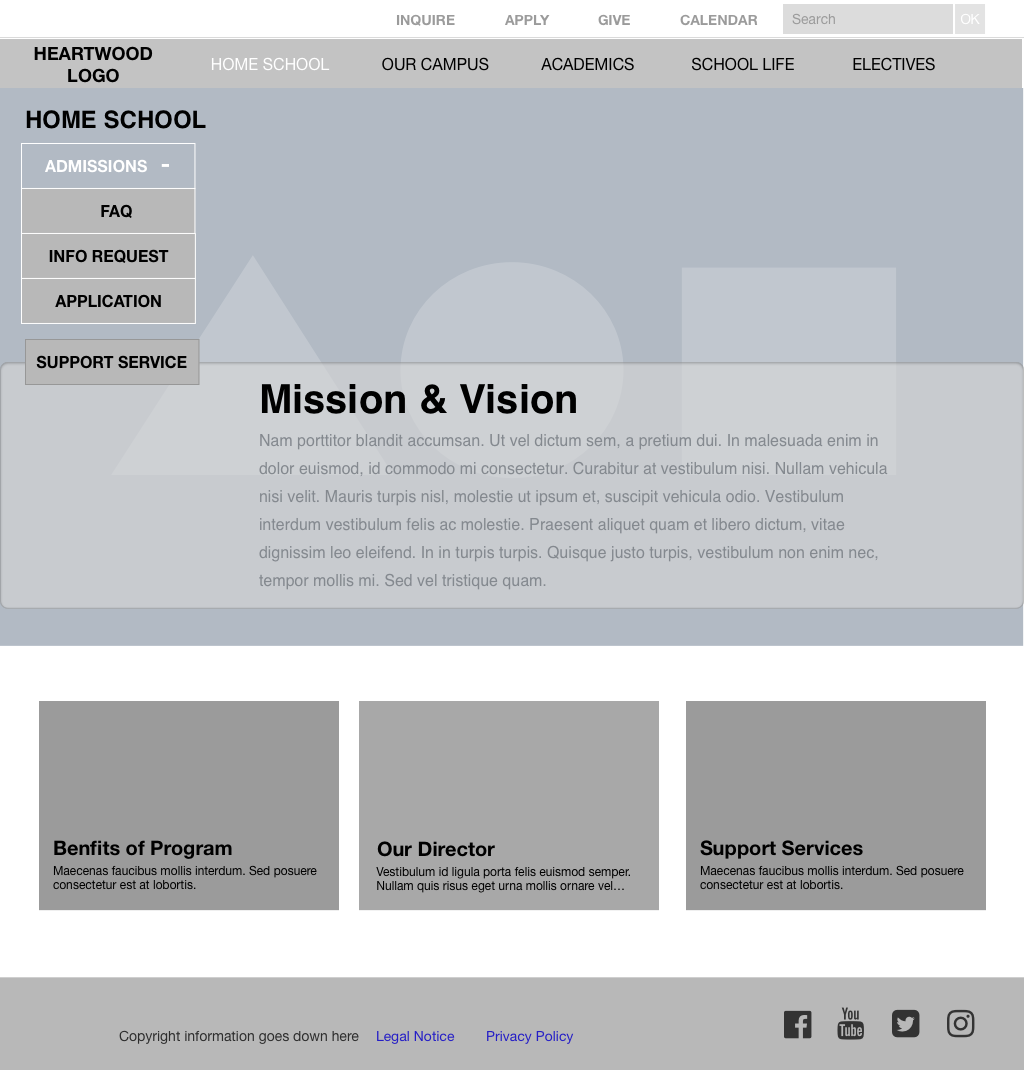 INQUIRE APPLY GIVE CALENDAR Search OK
HEARTWOOD
LOGO
HOME SCHOOL OUR CAMPUS ACADEMICS SCHOOL LIFE ELECTIVES
HOME SCHOOL
ADMISSIONS -
FAQ
INFO REQUEST
APPLICATION
SUPPORT SERVICE
Mission & Vision
Nam porttitor blandit accumsan. Ut vel dictum sem, a pretium dui. In malesuada enim in
dolor euismod, id commodo mi consectetur. Curabitur at vestibulum nisi. Nullam vehicula
nisi velit. Mauris turpis nisl, molestie ut ipsum et, suscipit vehicula odio. Vestibulum
interdum vestibulum felis ac molestie. Praesent aliquet quam et libero dictum, vitae
dignissim leo eleifend. In in turpis turpis. Quisque justo turpis, vestibulum non enim nec,
tempor mollis mi. Sed vel tristique quam.
Benfits of Program
Maecenas faucibus mollis interdum. Sed posuere
consectetur est at lobortis.
Our Director
Vestibulum id ligula porta felis euismod semper.
Nullam quis risus eget urna mollis ornare vel…
Support Services
Maecenas faucibus mollis interdum. Sed posuere
consectetur est at lobortis.
Copyright information goes down here Legal Notice Privacy Policy
You
Tube